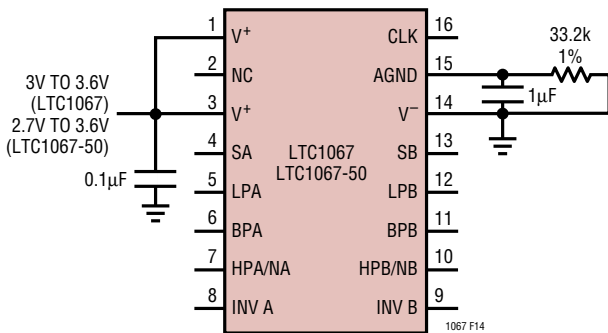 1
V+
2
NC
3
V+
4
SA
5
LPA
6
BPA
7
HPA/NA
8
INV A
3V TO 3.6V
(LTC1067)
2.7V TO 3.6V
(LTC1067-50)
0.1µF
LTC1067
LTC1067-50
16
CLK
15
AGND
14
V−
13
SB
12
LPB
11
BPB
10
HPB/NB
9
INV B
33.2k
1%
1µF
1067 F14